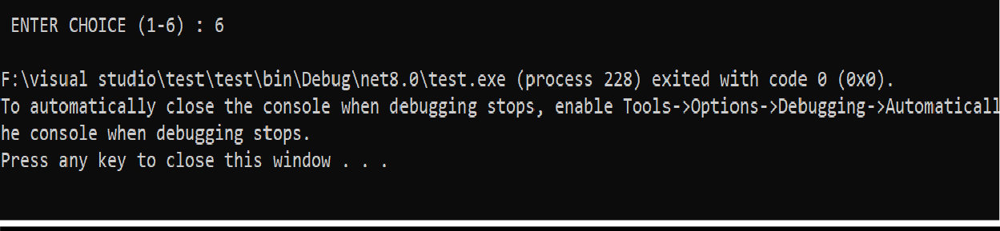 ENTER CHOICE (1-6) : 6
F:\visual studio\test\test\bin\Debug\net8.0\test.exe (process 228) exited with code 0 (0x0).
To automatically close the console when debugging stops, enable Tools->Options->Debugging->Automaticall
he console when debugging stops.
Press any key to close this window . . .